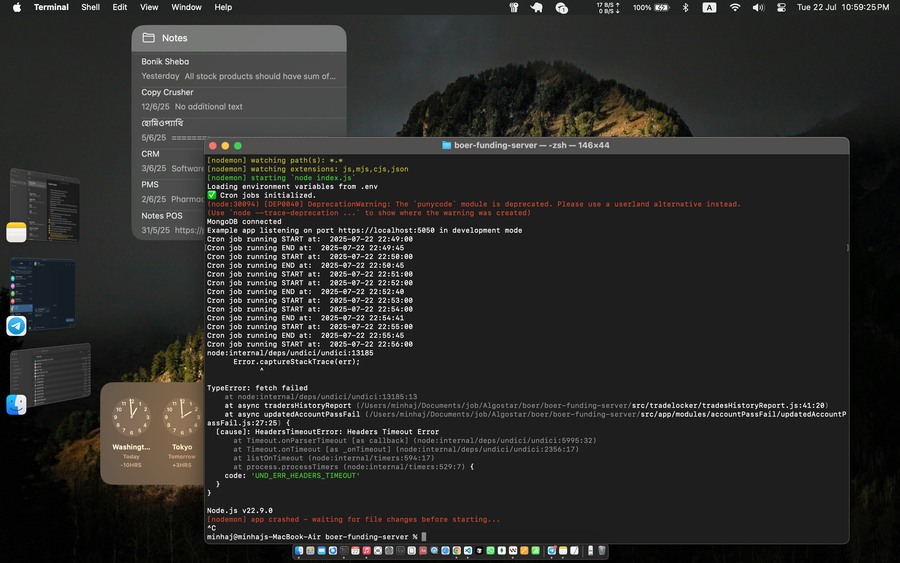 Terminal Shell Edit View Window Help
17 B/S ↑
0 B/S ↓
100% A Tue 22 Jul 10:59:25 PM
Notes
Bonik Sheba
Yesterday All stock products should have sum of...
Copy Crusher
12/6/25 No additional text
হোমিওপ্যাথি
5/6/25 ========
CRM
3/6/25 Softwar
PMS
2/6/25 Pharmac
Notes POS
31/5/25 https://
Washingt...
Today
-10HRS
Tokyo
Tomorrow
+3HRS
boer-funding-server — -zsh — 146×44
[nodemon] watching path(s): *.*
[nodemon] watching extensions: js,mjs,cjs,json
[nodemon] starting `node index.js`
Loading environment variables from .env
✅ Cron jobs initialized.
(node:30094) [DEP0040] DeprecationWarning: The `punycode` module is deprecated. Please use a userland alternative instead.
(Use `node --trace-deprecation ...` to show where the warning was created)
MongoDB connected
Example app listening on port https://localhost:5050 in development mode
Cron job running START at: 2025-07-22 22:49:00
Cron job running END at: 2025-07-22 22:49:45
Cron job running START at: 2025-07-22 22:50:00
Cron job running END at: 2025-07-22 22:50:45
Cron job running START at: 2025-07-22 22:51:00
Cron job running START at: 2025-07-22 22:52:00
Cron job running END at: 2025-07-22 22:52:40
Cron job running START at: 2025-07-22 22:53:00
Cron job running START at: 2025-07-22 22:54:00
Cron job running END at: 2025-07-22 22:54:41
Cron job running START at: 2025-07-22 22:55:00
Cron job running END at: 2025-07-22 22:55:45
Cron job running START at: 2025-07-22 22:56:00
node:internal/deps/undici/undici:13185
Error.captureStackTrace(err);
^
TypeError: fetch failed
at node:internal/deps/undici/undici:13185:13
at async tradersHistoryReport (/Users/minhaj/Documents/job/Algostar/boer/boer-funding-server/src/tradelocker/tradesHistoryReport.js:41:20)
at async updatedAccountPassFail (/Users/minhaj/Documents/job/Algostar/boer/boer-funding-server/src/app/modules/accountPassFail/updatedAccountP
assFail.js:27:25) {
[cause]: HeadersTimeoutError: Headers Timeout Error
at Timeout.onParserTimeout [as callback] (node:internal/deps/undici/undici:5995:32)
at Timeout.onTimeout [as _onTimeout] (node:internal/deps/undici/undici:2356:17)
at listOnTimeout (node:internal/timers:594:17)
at process.processTimers (node:internal/timers:529:7) {
code: 'UND_ERR_HEADERS_TIMEOUT'
}
}
Node.js v22.9.0
[nodemon] app crashed - waiting for file changes before starting...
^C
minhaj@minhajs-MacBook-Air boer-funding-server %